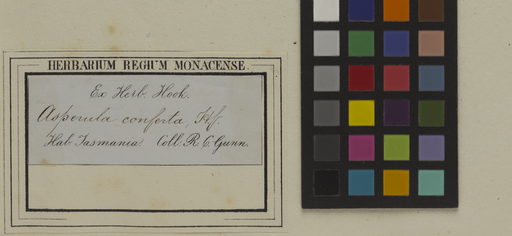 HERBARIUM REGIUM MONACENSE.
Ex Herb. Hook.
Asperula conferta, Hf.
Hab. Tasmania. Coll. R. C. Gunn.